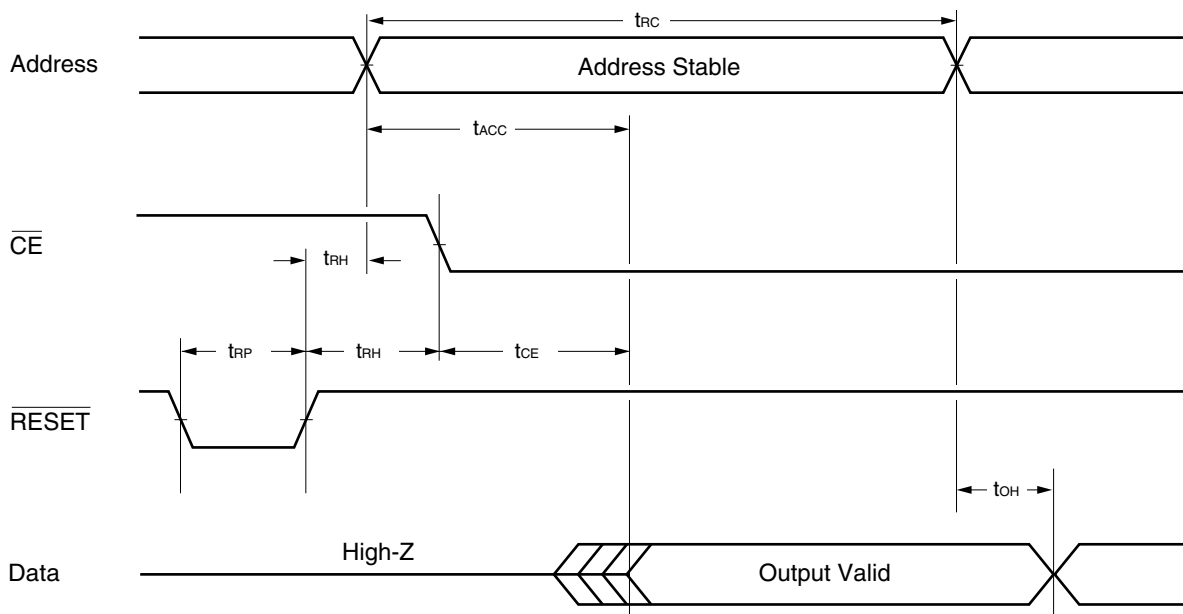 tRC
Address
Address Stable
tACC
CE
tRH
tRP
tRH
tCE
RESET
tOH
High-Z
Data
Output Valid